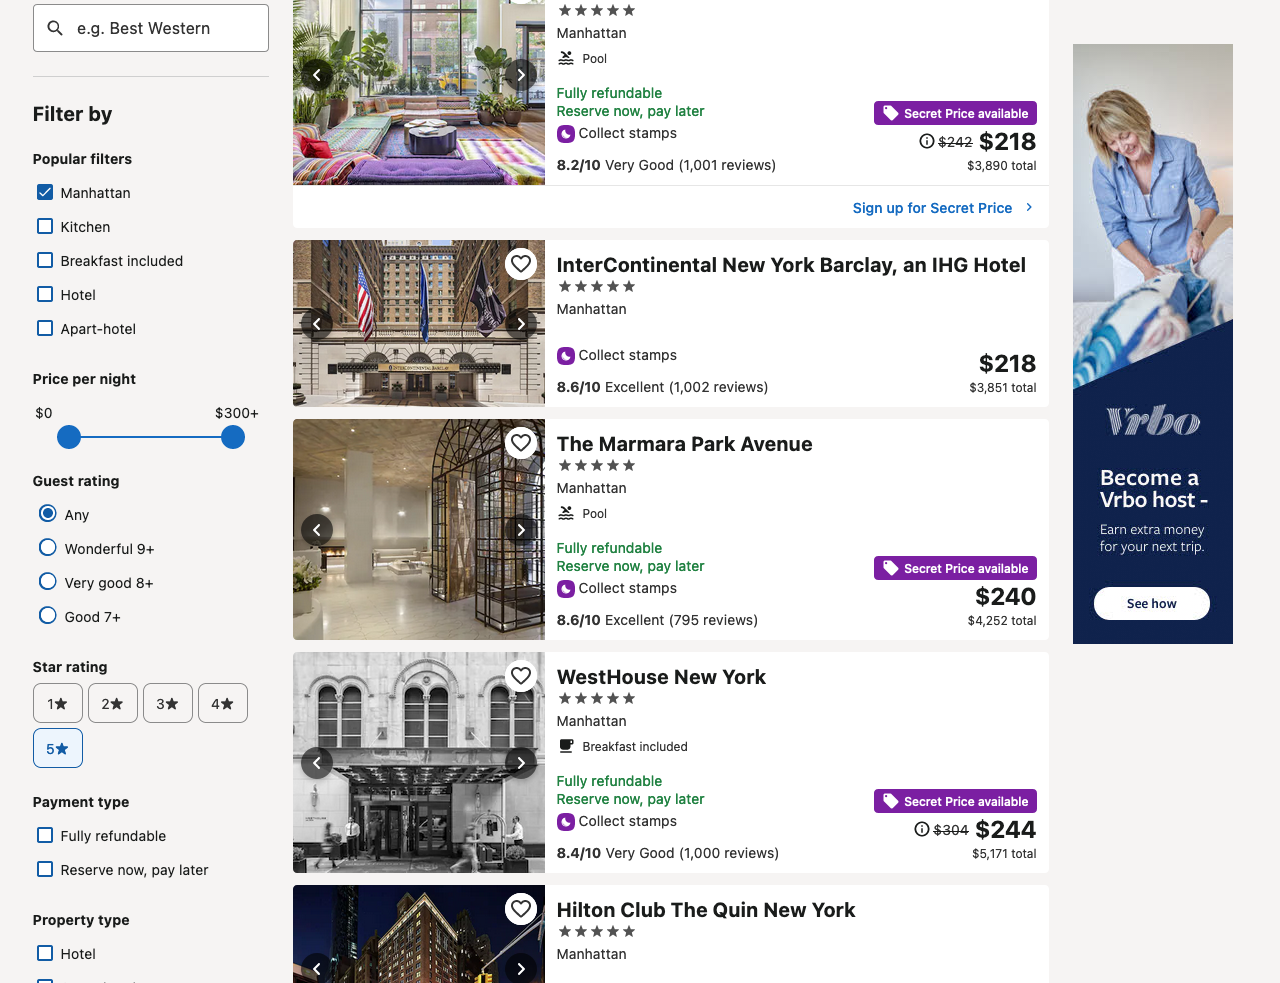 e.g. Best Western
Filter by
Popular filters
Manhattan
Kitchen
Breakfast included
Hotel
Apart-hotel
Price per night
$0
$300+
Guest rating
Any
Wonderful 9+
Very good 8+
Good 7+
Star rating
1★
2★
3★
4★
5★
Payment type
Fully refundable
Reserve now, pay later
Property type
Hotel
Manhattan
Pool
Fully refundable
Reserve now, pay later
Collect stamps
8.2/10 Very Good (1,001 reviews)
Secret Price available
$242 $218
$3,890 total
Sign up for Secret Price
InterContinental New York Barclay, an IHG Hotel
Manhattan
Collect stamps
8.6/10 Excellent (1,002 reviews)
$218
$3,851 total
The Marmara Park Avenue
Manhattan
Pool
Fully refundable
Reserve now, pay later
Collect stamps
8.6/10 Excellent (795 reviews)
Secret Price available
$240
$4,252 total
WestHouse New York
Manhattan
Breakfast included
Fully refundable
Reserve now, pay later
Collect stamps
8.4/10 Very Good (1,000 reviews)
Secret Price available
$304 $244
$5,171 total
Hilton Club The Quin New York
Manhattan
Vrbo
Become a
Vrbo host -
Earn extra money
for your next trip.
See how